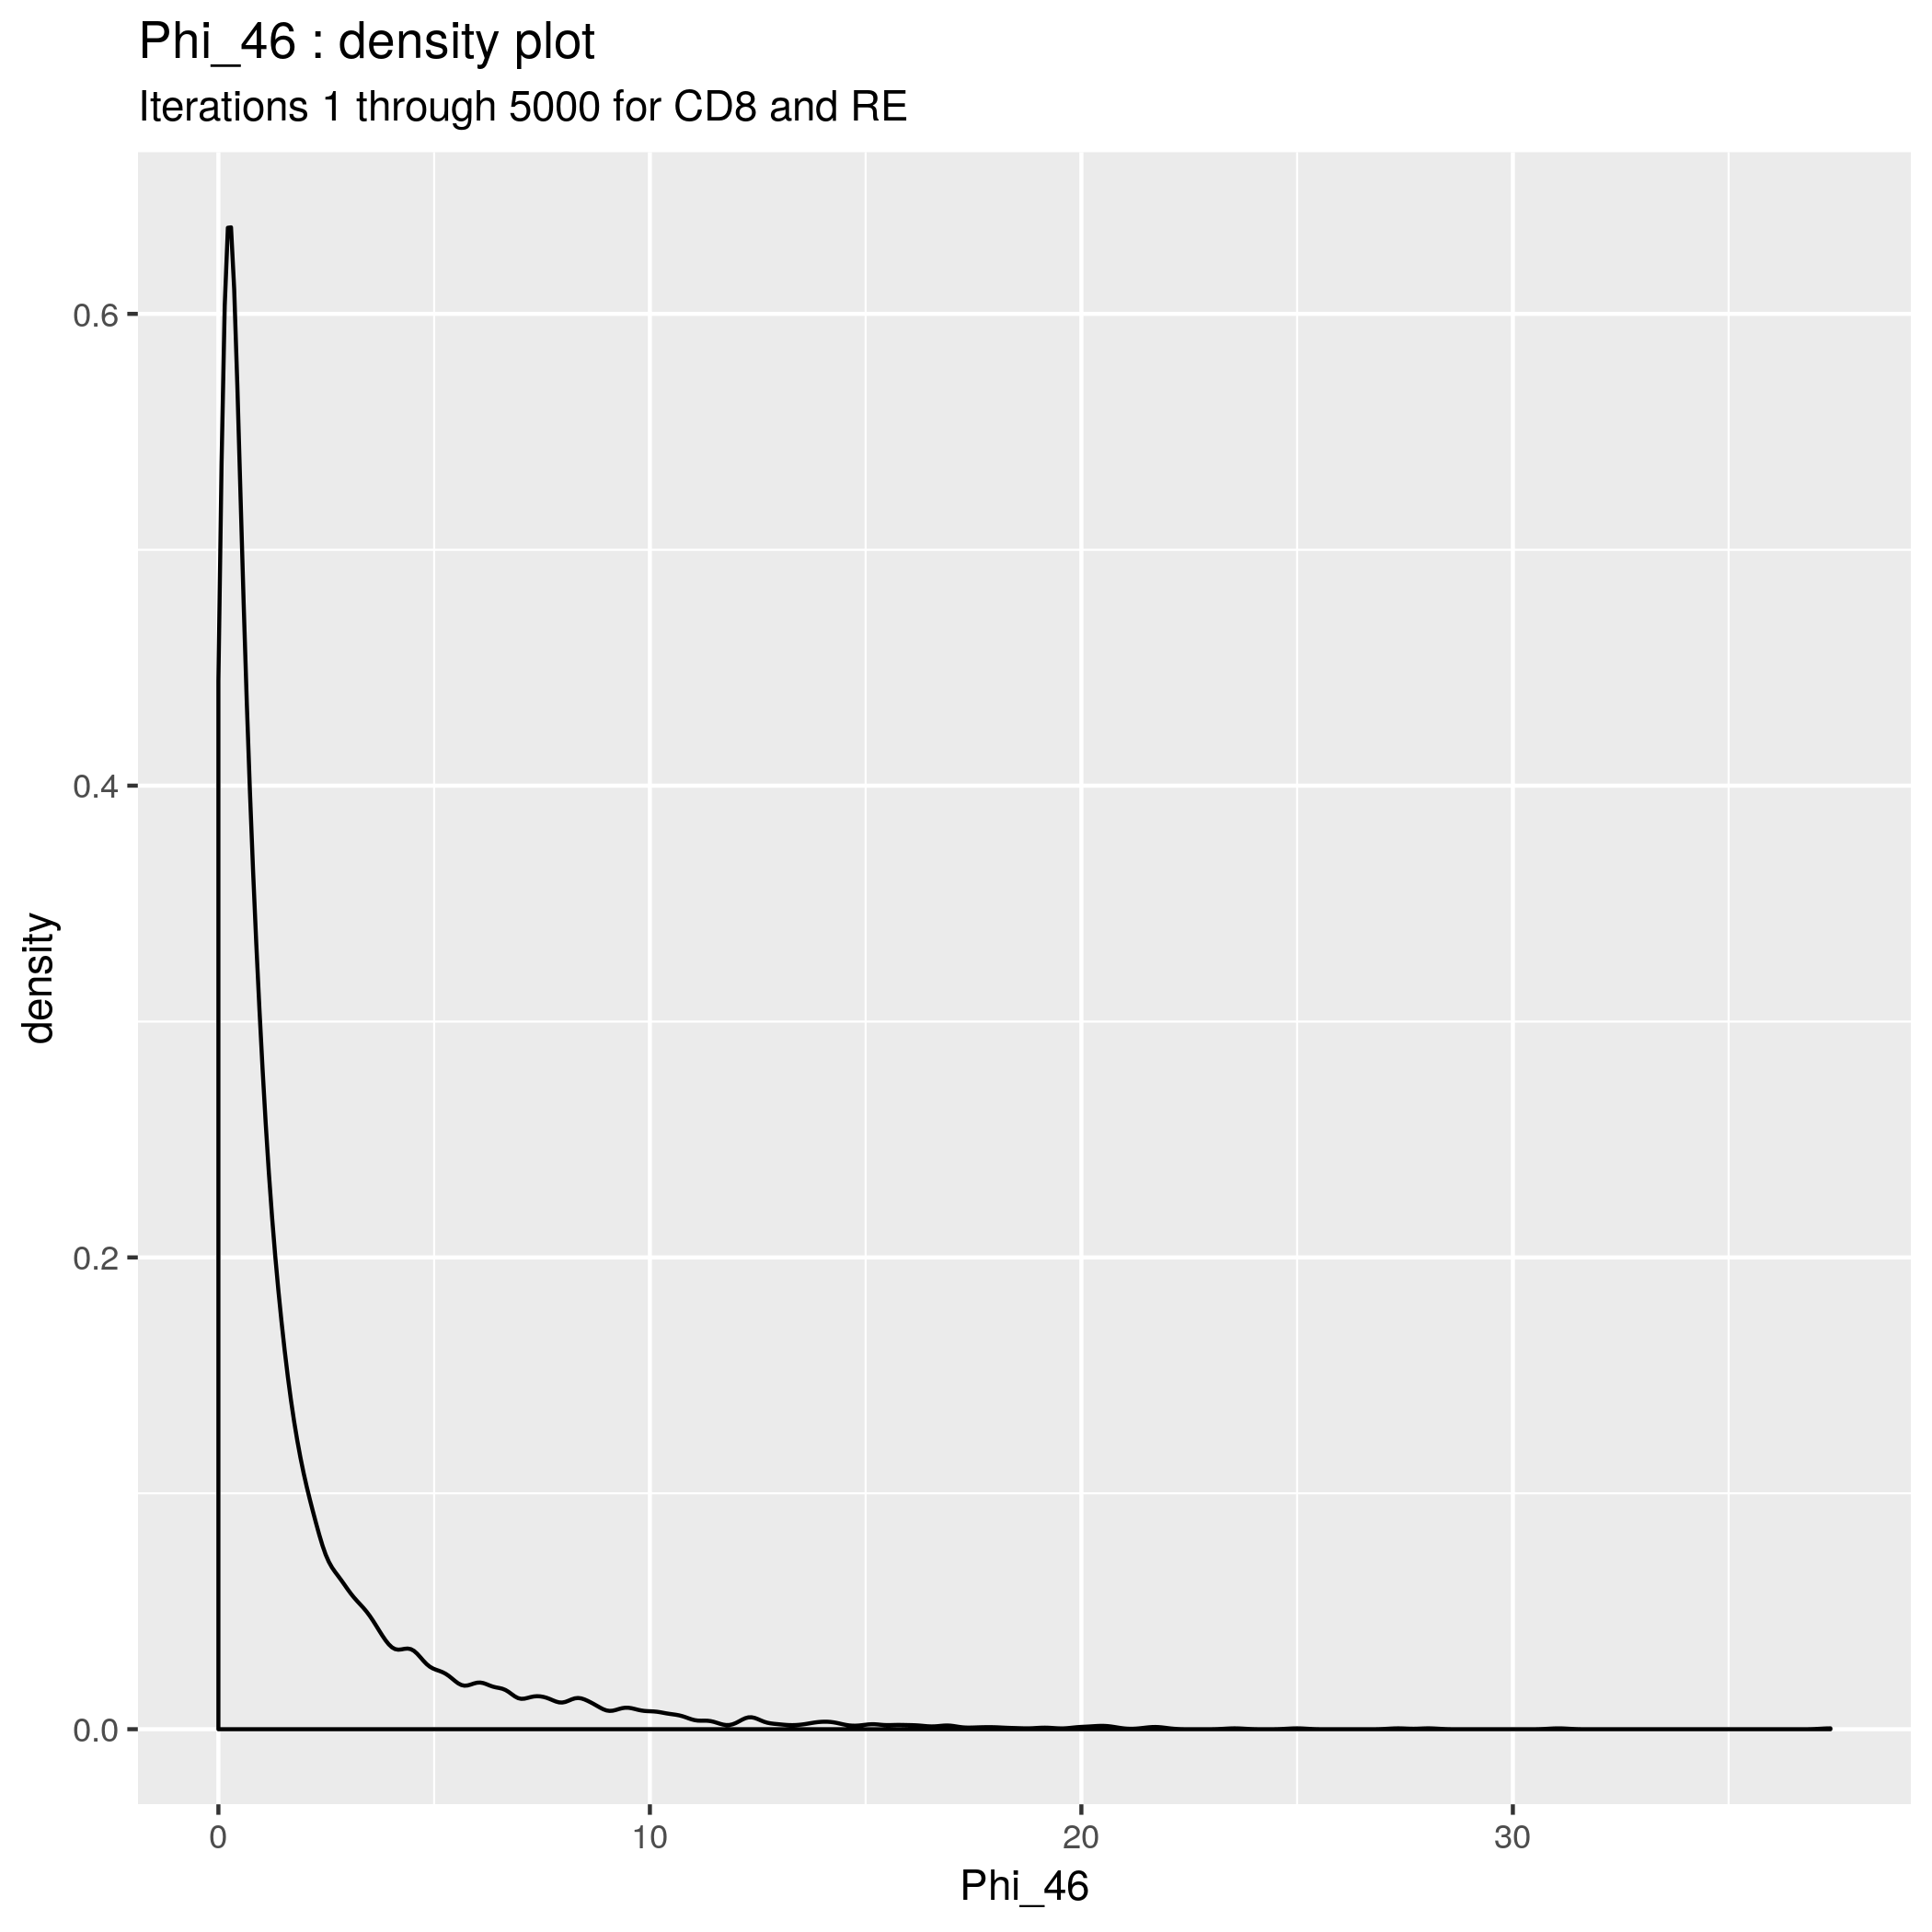 Phi_46 : density plot
Iterations 1 through 5000 for CD8 and RE
density
0.6
0.4
0.2
0.0
0 10 20 30
Phi_46